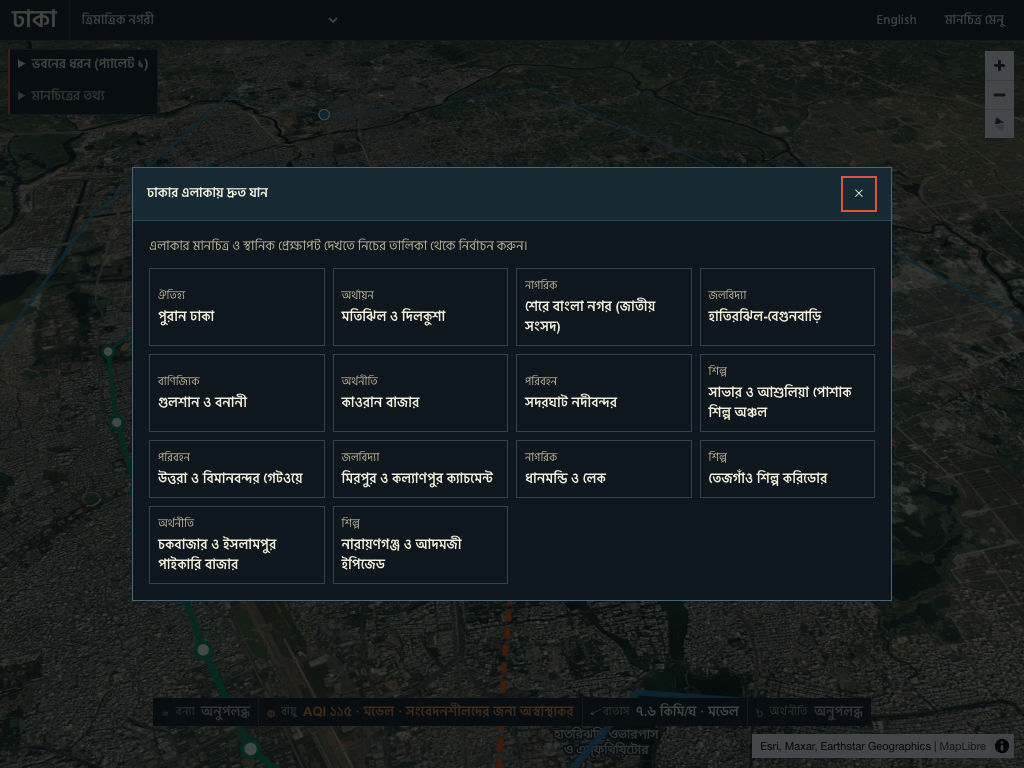 ঢাকা
ত্রিমাত্রিক নগরী
English
মানচিত্র মেনু
▶ ভবনের ধরন (প্যালেট ১)
▶ মানচিত্রের তথ্য
ঢাকার এলাকায় দ্রুত যান
×
এলাকার মানচিত্র ও স্থানিক প্রেক্ষাপট দেখতে নিচের তালিকা থেকে নির্বাচন করুন।
ঐতিহ্য
পুরান ঢাকা
অর্থায়ন
মতিঝিল ও দিলকুশা
নাগরিক
শেরে বাংলা নগর (জাতীয়
সংসদ)
জলবিদ্যা
হাতিরঝিল-বেগুনবাড়ি
বাণিজ্যিক
গুলশান ও বনানী
অর্থনীতি
কাওরান বাজার
পরিবহন
সদরঘাট নদীবন্দর
শিল্প
সাভার ও আশুলিয়া পোশাক
শিল্প অঞ্চল
পরিবহন
উত্তরা ও বিমানবন্দর গেটওয়ে
জলবিদ্যা
মিরপুর ও কল্যাণপুর ক্যাচমেন্ট
নাগরিক
ধানমন্ডি ও লেক
শিল্প
তেজগাঁও শিল্প করিডোর
অর্থনীতি
চকবাজার ও ইসলামপুর
পাইকারি বাজার
শিল্প
নারায়ণগঞ্জ ও আদমজী
ইপিজেড
বন্যা অনুপলব্ধ
বায়ু AQI ১১৫ · মডেল · সংবেদনশীলদের জন্য অস্বাস্থ্যকর
বাতাস ৭.৬ কিমি/ঘ · মডেল
অর্থনীতি অনুপলব্ধ
হাতিরঝিল ওভারপাস
ও এম্ফিথিয়েটার
Esri, Maxar, Earthstar Geographics | MapLibre